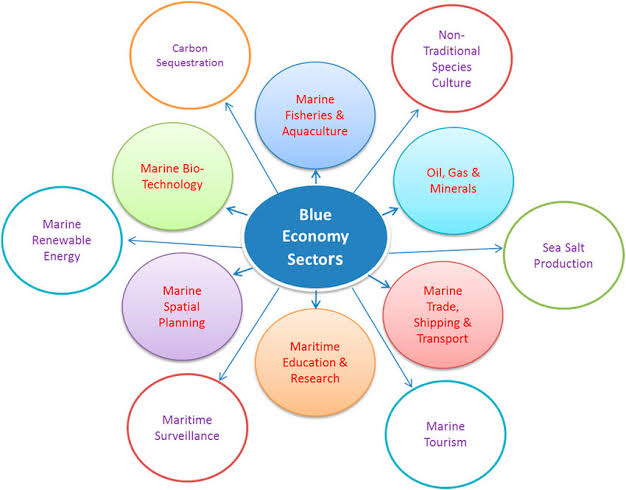 Carbon
Sequestration
Non-
Traditional
Species
Culture
Marine
Fisheries &
Aquaculture
Marine Bio-
Technology
Oil, Gas &
Minerals
Marine
Renewable
Energy
Blue
Economy
Sectors
Sea Salt
Production
Marine
Spatial
Planning
Marine
Trade,
Shipping &
Transport
Maritime
Education &
Research
Maritime
Surveillance
Marine
Tourism